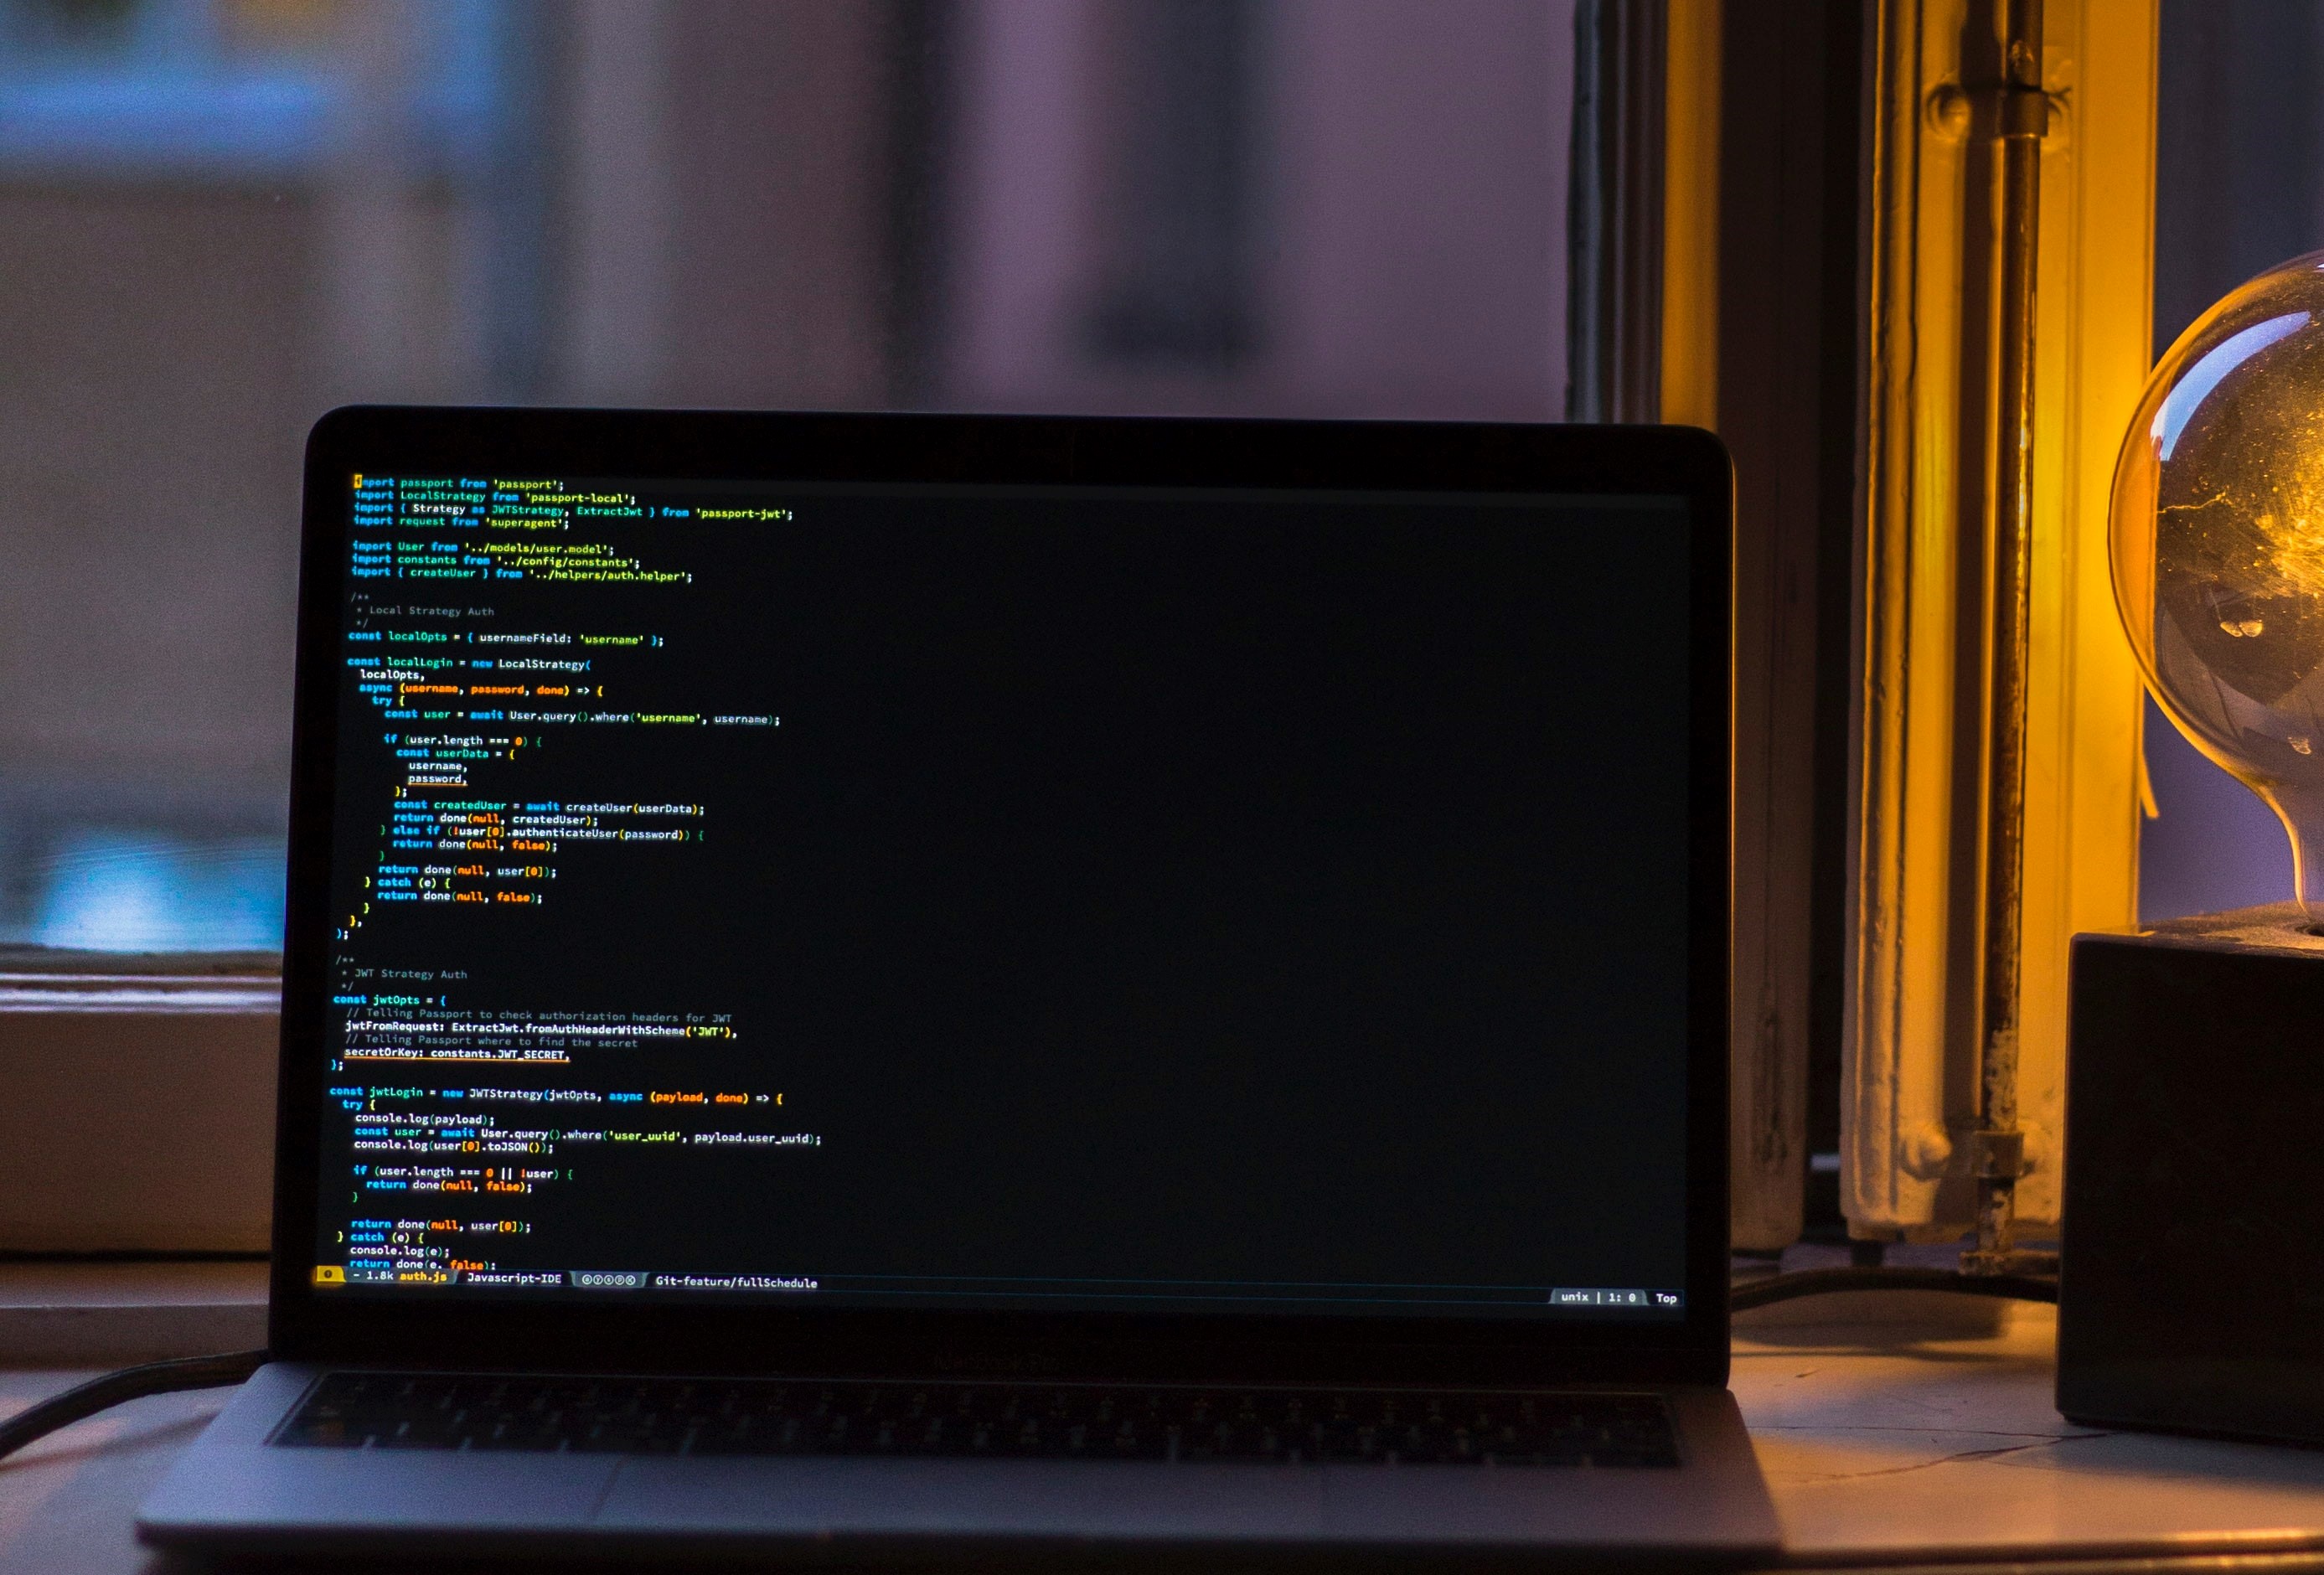 import passport from 'passport';
import LocalStrategy from 'passport-local';
import { Strategy as JWTStrategy, ExtractJwt } from 'passport-jwt';
import request from 'superagent';

import User from '../models/user.model';
import constants from '../config/constants';
import { createUser } from '../helpers/auth.helper';

/**
 * Local Strategy Auth
 */
const localOpts = { usernameField: 'username' };

const localLogin = new LocalStrategy(
  localOpts,
  async (username, password, done) => {
    try {
      const user = await User.query().where('username', username);

      if (user.length === 0) {
        const userData = {
          username,
          password,
        };
        const createdUser = await createUser(userData);
        return done(null, createdUser);
      } else if (!user[0].authenticateUser(password)) {
        return done(null, false);
      }
      return done(null, user[0]);
    } catch (e) {
      return done(null, false);
    }
  },
);

/**
 * JWT Strategy Auth
 */
const jwtOpts = {
  // Telling Passport to check authorization headers for JWT
  jwtFromRequest: ExtractJwt.fromAuthHeaderWithScheme('JWT'),
  // Telling Passport where to find the secret
  secretOrKey: constants.JWT_SECRET,
};

const jwtLogin = new JWTStrategy(jwtOpts, async (payload, done) => {
  try {
    console.log(payload);
    const user = await User.query().where('user_uuid', payload.user_uuid);
    console.log(user[0].toJSON());

    if (user.length === 0 || !user) {
      return done(null, false);
    }

    return done(null, user[0]);
  } catch (e) {
    console.log(e);
    return done(e, false);
- 1.8k auth.js Javascript-IDE Git-feature/fullSchedule unix | 1: 0 Top
MacBook Pro